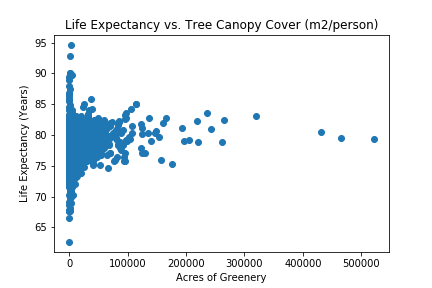 Life Expectancy vs. Tree Canopy Cover (m2/person)
Life Expectancy (Years)
95
90
85
80
75
70
65
0 100000 200000 300000 400000 500000
Acres of Greenery